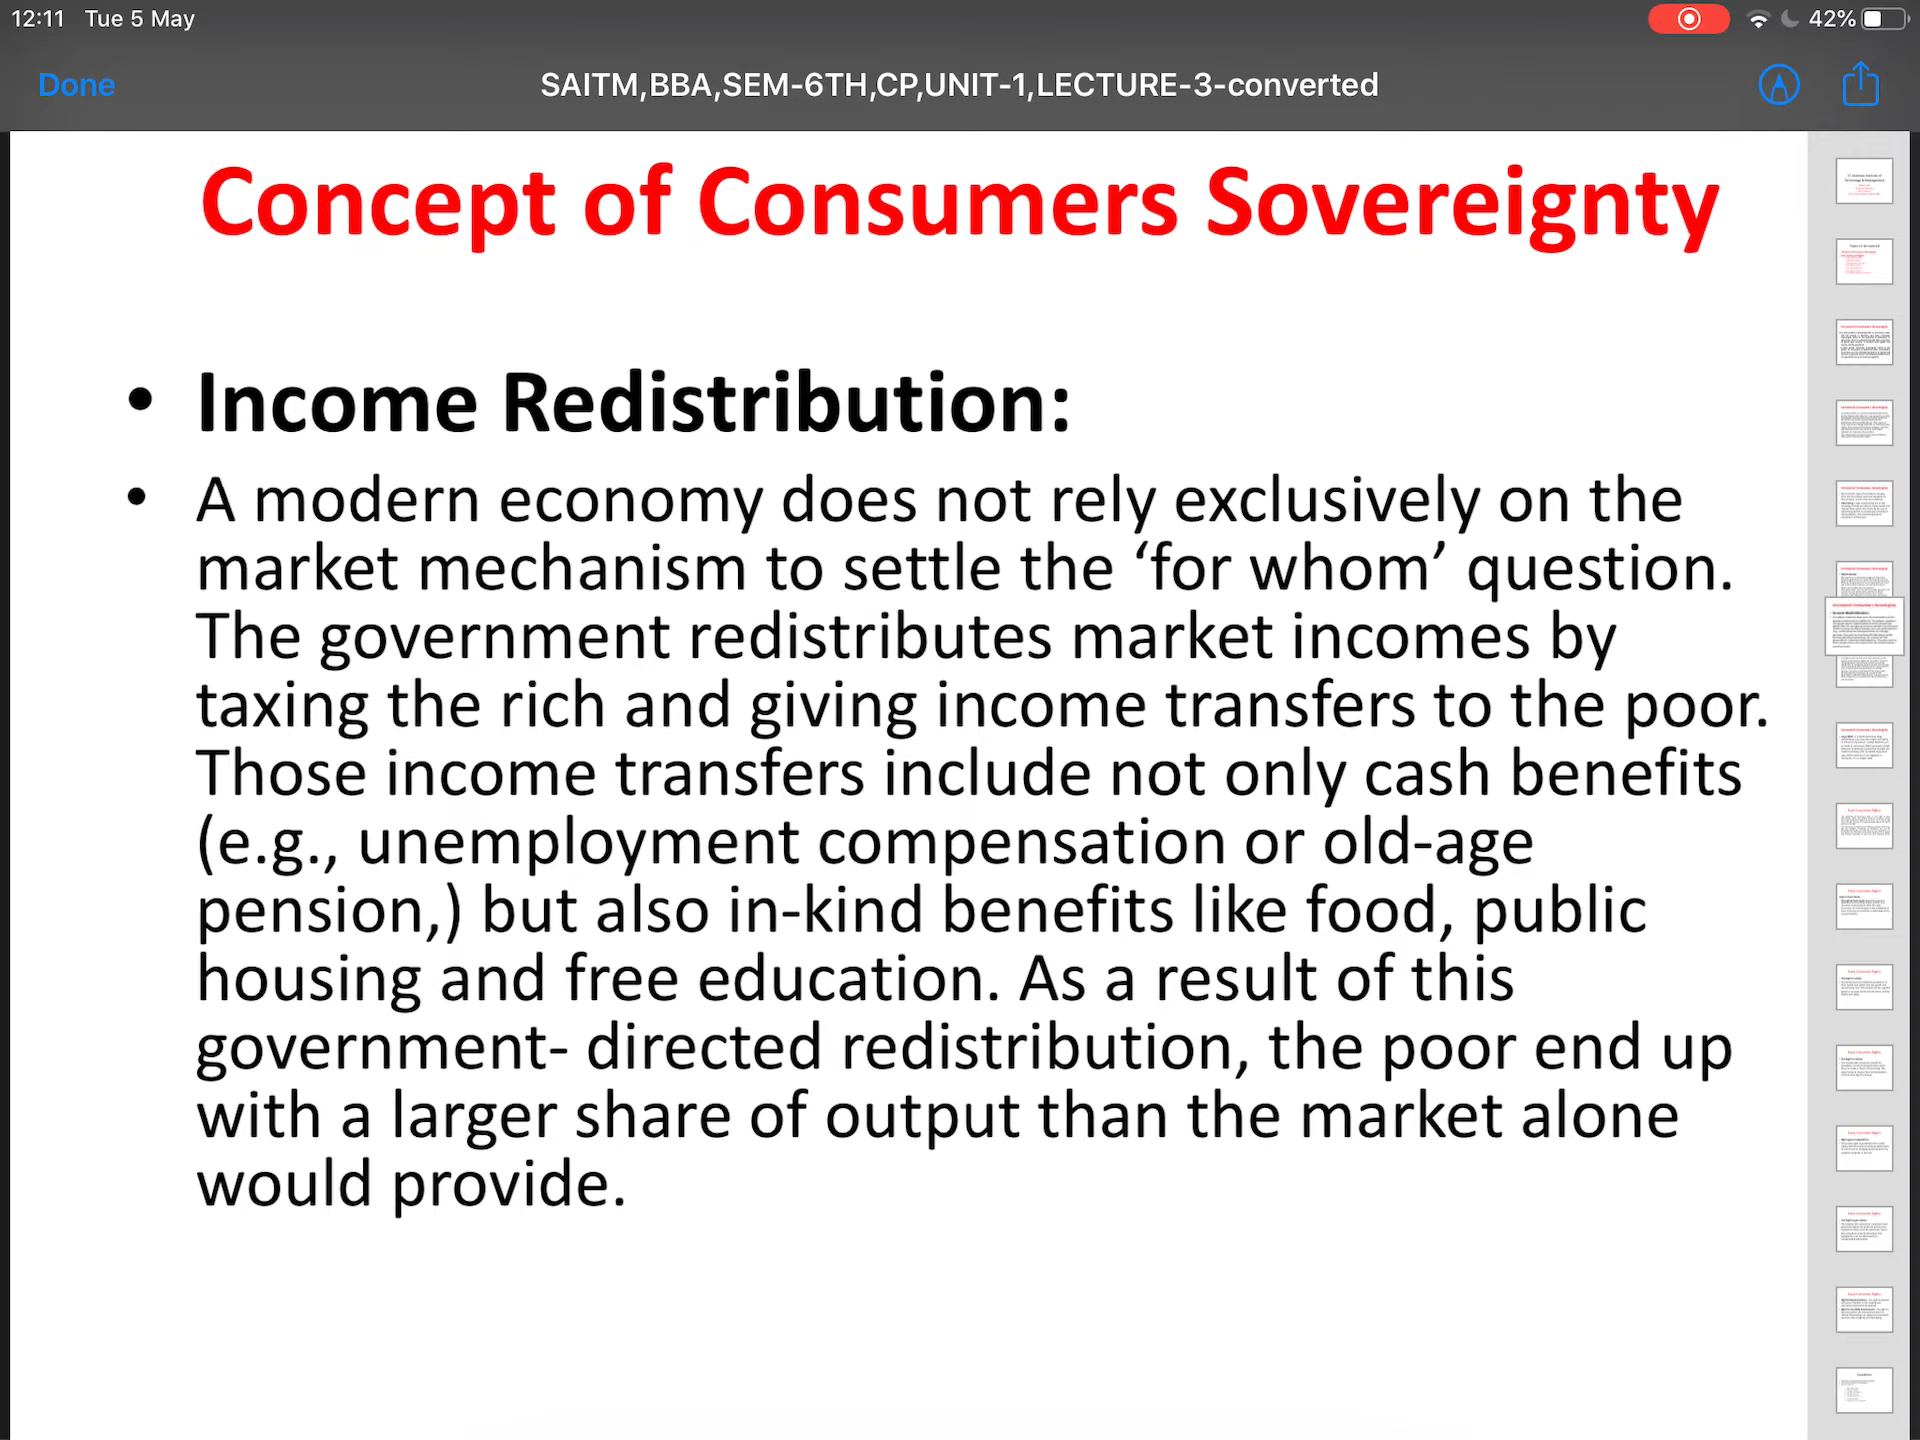 12:11 Tue 5 May
42%
Done
SAITM,BBA,SEM-6TH,CP,UNIT-1,LECTURE-3-converted
Concept of Consumers Sovereignty
• Income Redistribution:
• A modern economy does not rely exclusively on the
market mechanism to settle the ‘for whom’ question.
The government redistributes market incomes by
taxing the rich and giving income transfers to the poor.
Those income transfers include not only cash benefits
(e.g., unemployment compensation or old-age
pension,) but also in-kind benefits like food, public
housing and free education. As a result of this
government- directed redistribution, the poor end up
with a larger share of output than the market alone
would provide.